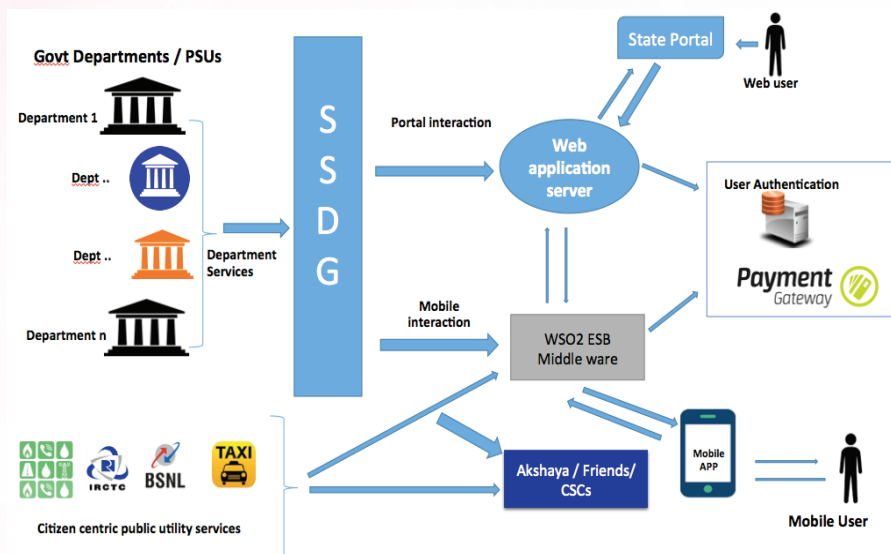 Govt Departments / PSUs
Department 1
Dept ..
Dept ..
Department n
Department
Services
S
S
D
G
Portal interaction
Mobile
interaction
State Portal
Web user
Web
application
server
User Authentication
Payment
Gateway
WSO2 ESB
Middle ware
Akshaya / Friends/
CSCs
Mobile
APP
Mobile User
IRCTC
BSNL
TAXI
Citizen centric public utility services